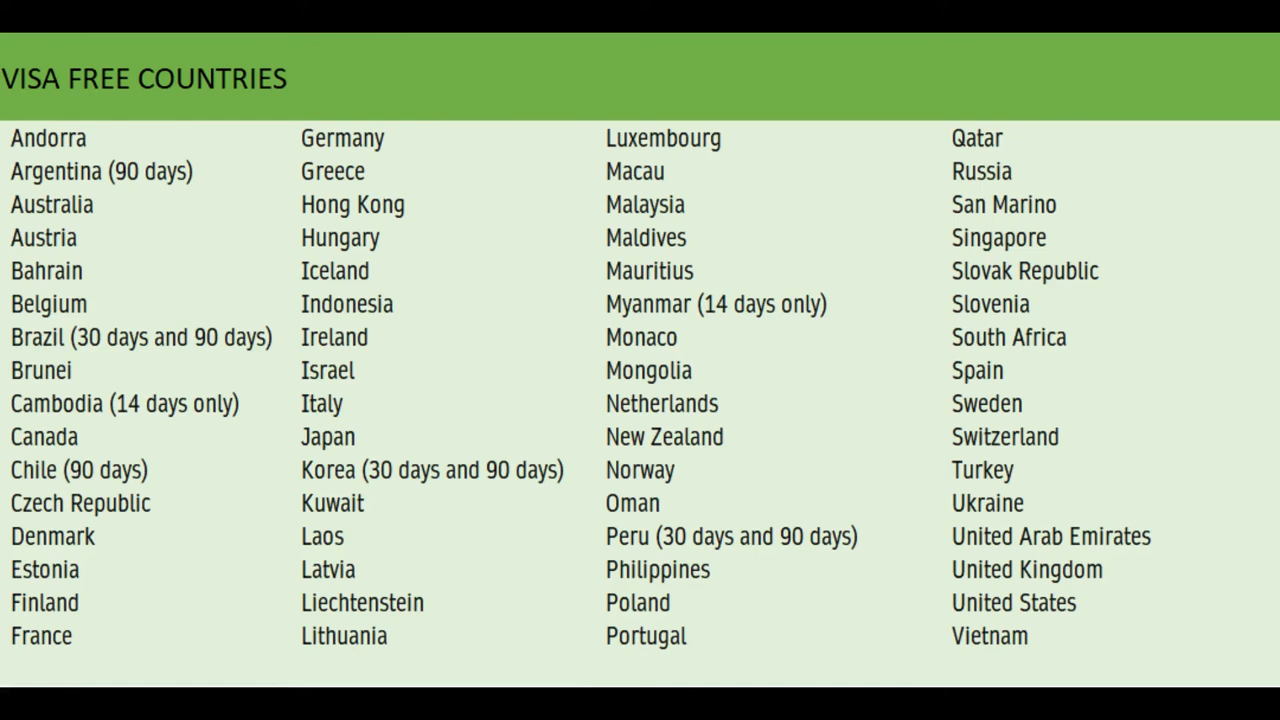 VISA FREE COUNTRIES
Andorra
Argentina (90 days)
Australia
Austria
Bahrain
Belgium
Brazil (30 days and 90 days)
Brunei
Cambodia (14 days only)
Canada
Chile (90 days)
Czech Republic
Denmark
Estonia
Finland
France
Germany
Greece
Hong Kong
Hungary
Iceland
Indonesia
Ireland
Israel
Italy
Japan
Korea (30 days and 90 days)
Kuwait
Laos
Latvia
Liechtenstein
Lithuania
Luxembourg
Macau
Malaysia
Maldives
Mauritius
Myanmar (14 days only)
Monaco
Mongolia
Netherlands
New Zealand
Norway
Oman
Peru (30 days and 90 days)
Philippines
Poland
Portugal
Qatar
Russia
San Marino
Singapore
Slovak Republic
Slovenia
South Africa
Spain
Sweden
Switzerland
Turkey
Ukraine
United Arab Emirates
United Kingdom
United States
Vietnam